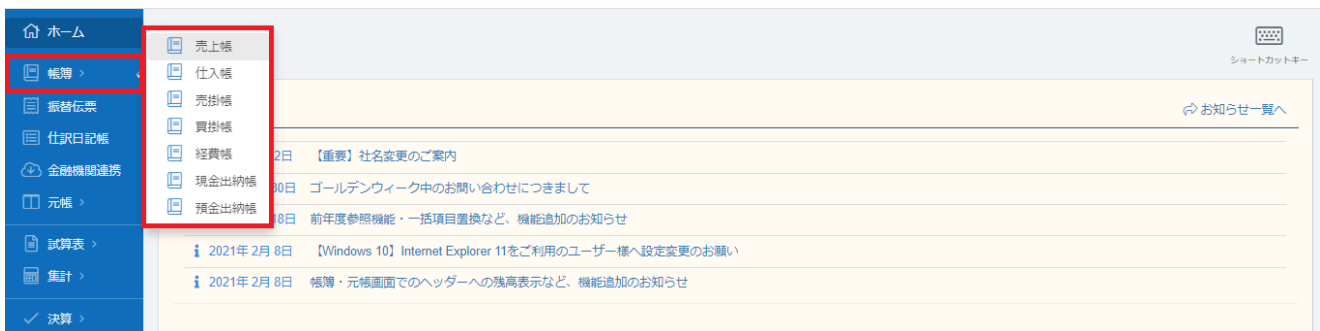 ホーム
帳簿
振替伝票
仕訳日記帳
金融機関連携
元帳
試算表
集計
決算
売上帳
仕入帳
売掛帳
買掛帳
経費帳
現金出納帳
預金出納帳
ショートカットキー
お知らせ一覧へ
2日 【重要】社名変更のご案内
30日 ゴールデンウィーク中のお問い合わせにつきまして
18日 前年度参照機能・一括項目置換など、機能追加のお知らせ
2021年 2月 8日 【Windows 10】Internet Explorer 11をご利用のユーザー様へ設定変更のお願い
2021年 2月 8日 帳簿・元帳画面でのヘッダーへの残高表示など、機能追加のお知らせ